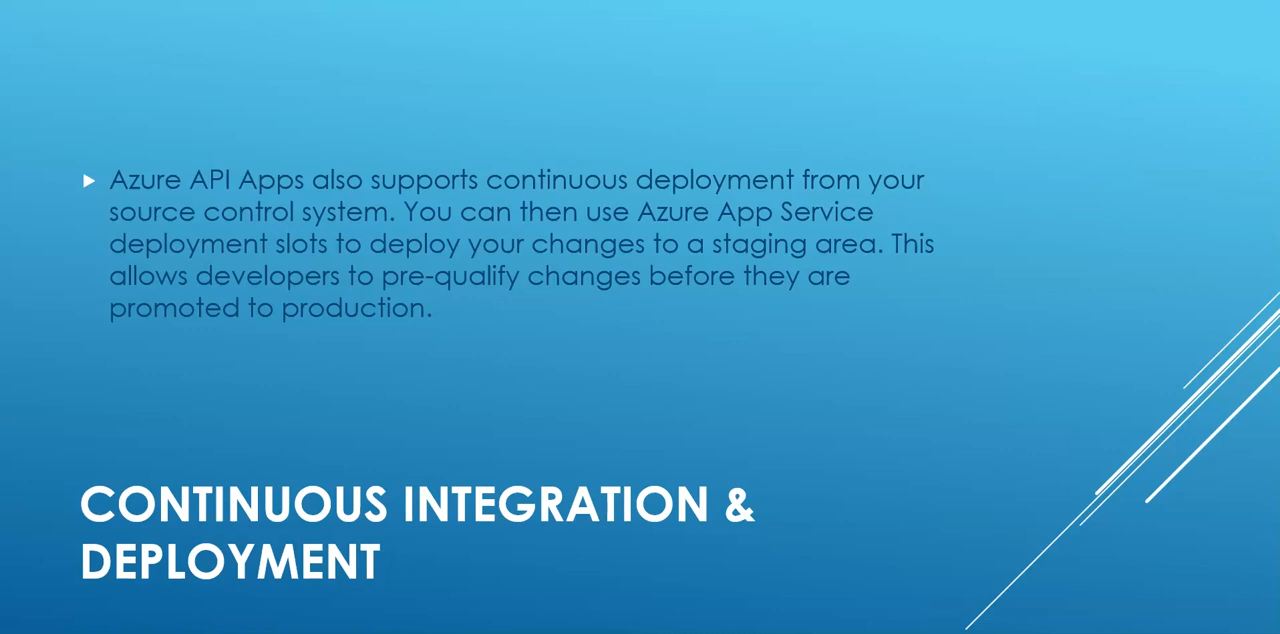 Azure API Apps also supports continuous deployment from your
source control system. You can then use Azure App Service
deployment slots to deploy your changes to a staging area. This
allows developers to pre-qualify changes before they are
promoted to production.
CONTINUOUS INTEGRATION &
DEPLOYMENT